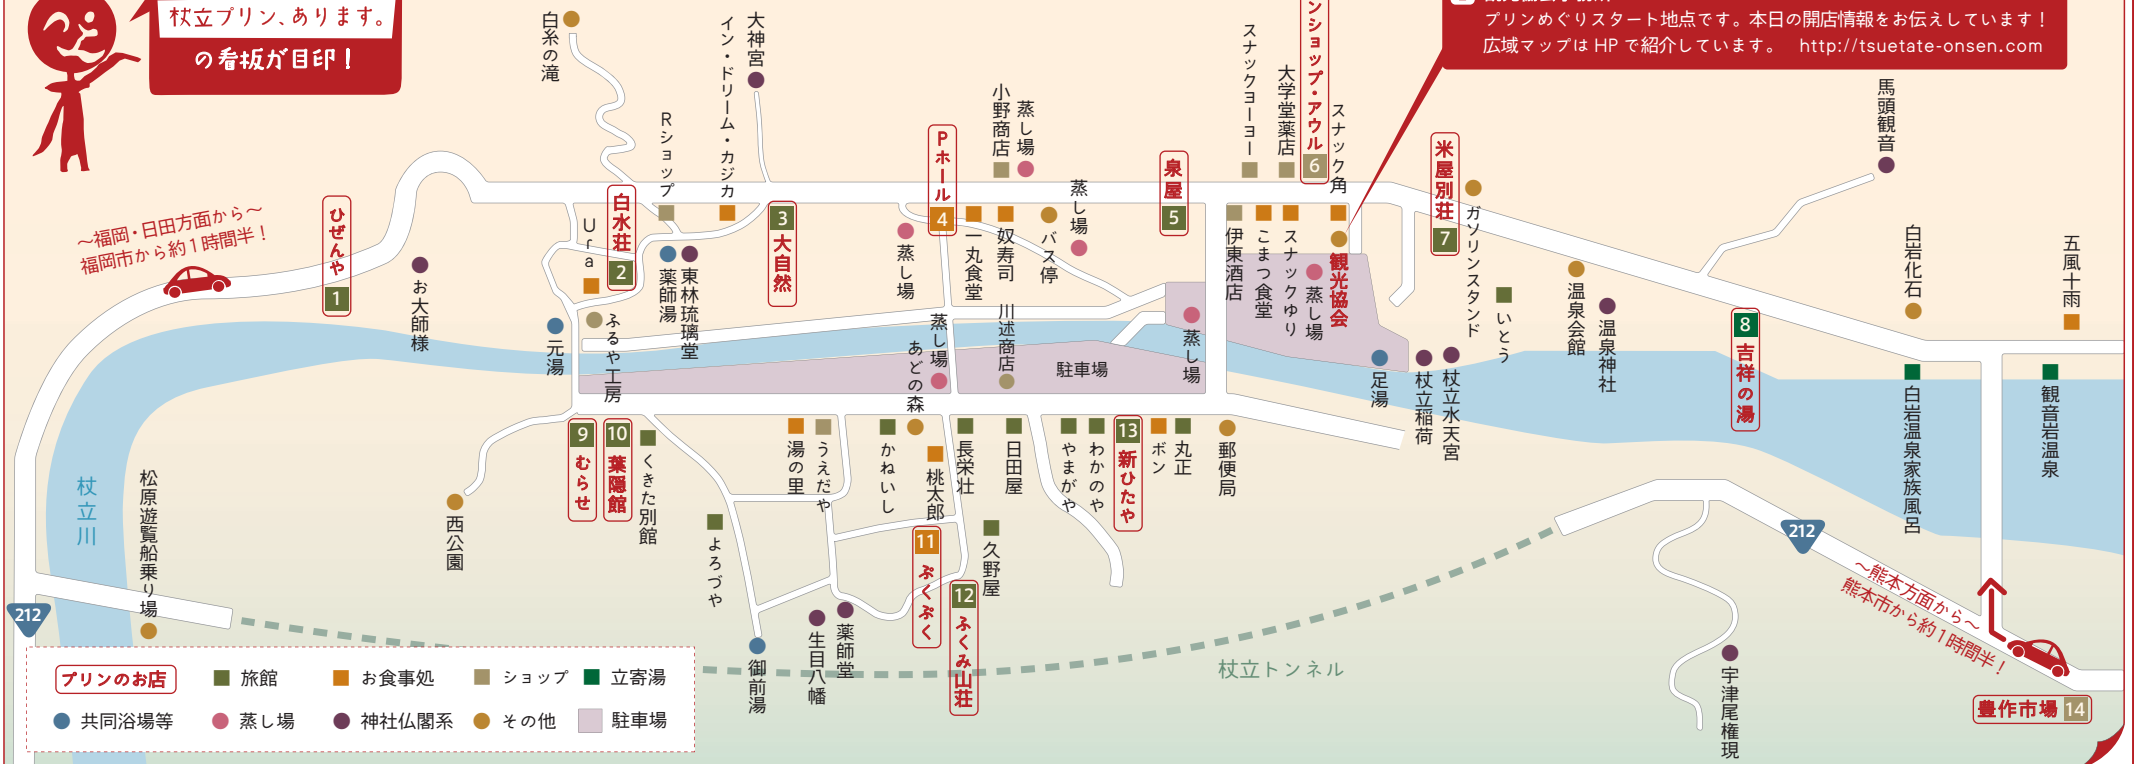 杖立プリン、あります。
の看板が目印！
プリンめぐりスタート地点です。本日の開店情報をお伝えしています！
広域マップは HP で紹介しています。 http://tsuetate-onsen.com
白糸の滝
イン・ドリーム・カジカ
大神宮
Rショップ
小野商店
蒸し場
Pホール
4
蒸し場
泉屋
5
スナックヨーヨー
大学堂薬店
ンショップ・アウル
6
スナック角
米屋別荘
7
ガソリンスタンド
馬頭観音
～福岡・日田方面から～
福岡市から約1時間半！
ひぜんや
1
お大師様
Ura
白水荘
2
薬師湯
東林琉璃堂
3
大自然
蒸し場
一丸食堂
奴寿司
バス停
伊東酒店
こまつ食堂
スナックゆり
蒸し場
観光協会
いとう
温泉会館
温泉神社
8
吉祥の湯
白岩化石
五風十雨
元湯
ふるや工房
あどの森
蒸し場
川述商店
駐車場
蒸し場
足湯
杖立稲荷
杖立水天宮
白岩温泉家族風呂
観音岩温泉
杖立川
松原遊覧船乗り場
西公園
9
むらせ
10
葉隠館
くきた別館
よろづや
湯の里
うえだや
かねいし
桃太郎
長栄壮
日田屋
やまがや
わかのや
13
新ひたや
ボン
丸正
郵便局
11
ぷくぷく
久野屋
12
ふくみ山荘
御前湯
生目八幡
薬師堂
杖立トンネル
212
212
～熊本方面から～
熊本市から約1時間半！
宇津尾権現
豊作市場 14
プリンのお店
旅館
お食事処
ショップ
立寄湯
共同浴場等
蒸し場
神社仏閣系
その他
駐車場